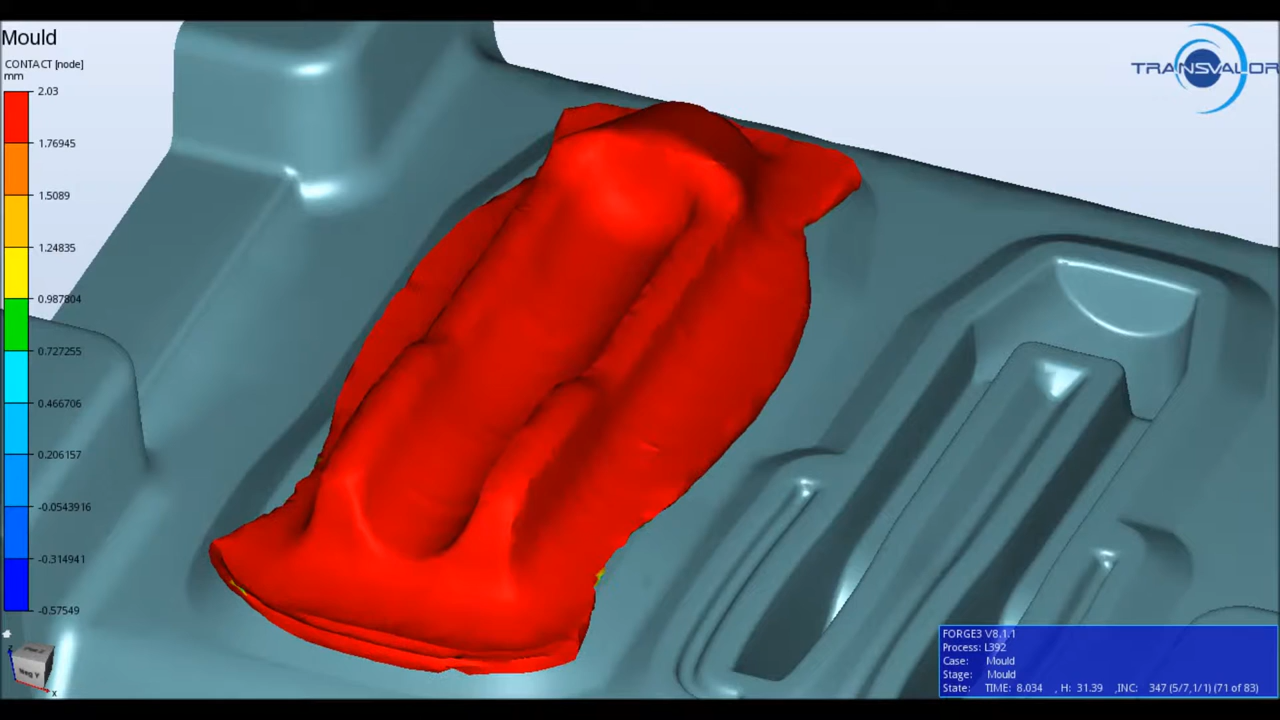 Mould
CONTACT [node]
mm
2.03
1.76945
1.5089
1.24835
0.987804
0.727255
0.466706
0.206157
-0.0543916
-0.314941
-0.57549
TRANSVALOR
x
FORGE3 V8.1.1
Process: L392
Case: Mould
Stage: Mould
State: TIME: 8.034 , H: 31.39 ,INC: 347 (5/7,1/1) (71 of 83)